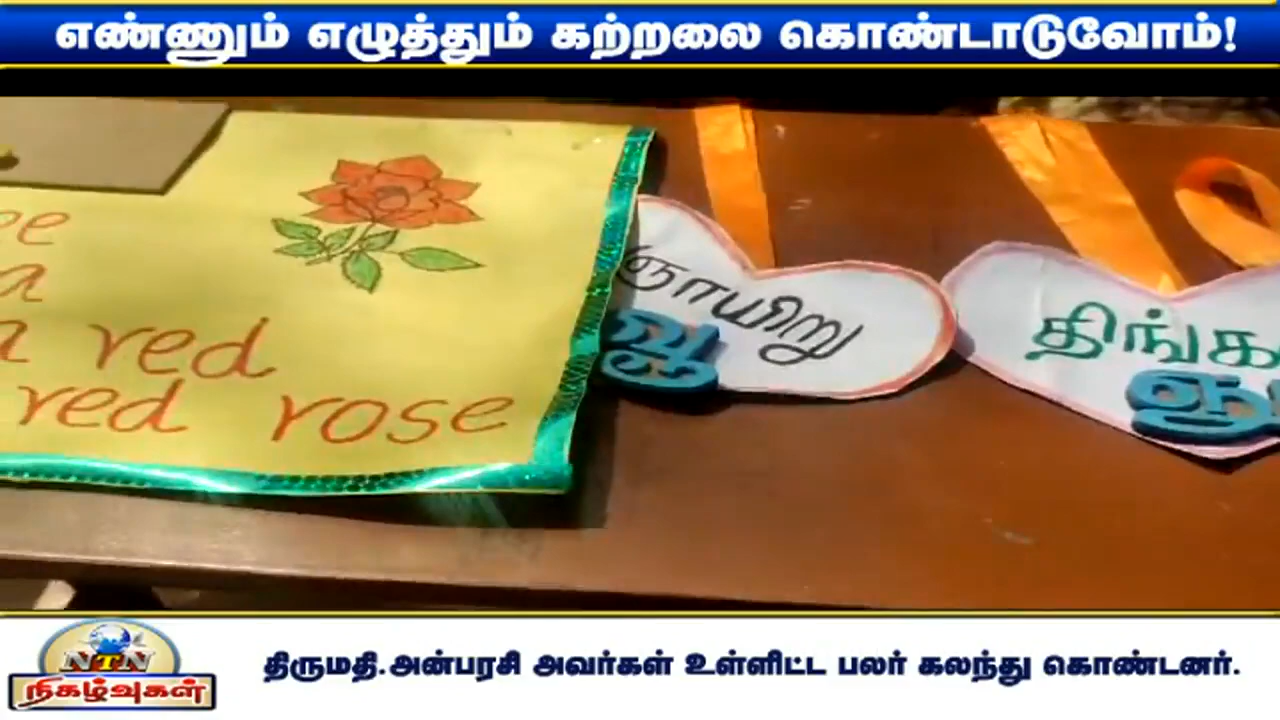 எண்ணும் எழுத்தும் கற்றலை கொண்டாடுவோம்!
a
a red
red rose
ஞாயிறு
வூ
திங்க
NTN
நிகழ்வுகள்
திருமதி.அன்பரசி அவர்கள் உள்ளிட்ட பலர் கலந்து கொண்டனர்.